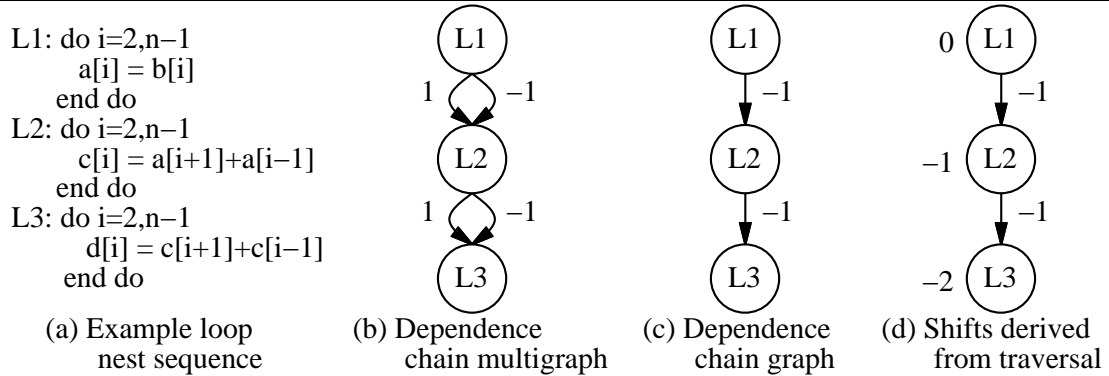 L1: do i=2,n−1
a[i] = b[i]
end do
L2: do i=2,n−1
c[i] = a[i+1]+a[i−1]
end do
L3: do i=2,n−1
d[i] = c[i+1]+c[i−1]
end do
(a) Example loop
nest sequence
L1
1 −1
L2
1 −1
L3
(b) Dependence
chain multigraph
L1
−1
L2
−1
L3
(c) Dependence
chain graph
0 L1
−1
−1 L2
−1
−2 L3
(d) Shifts derived
from traversal